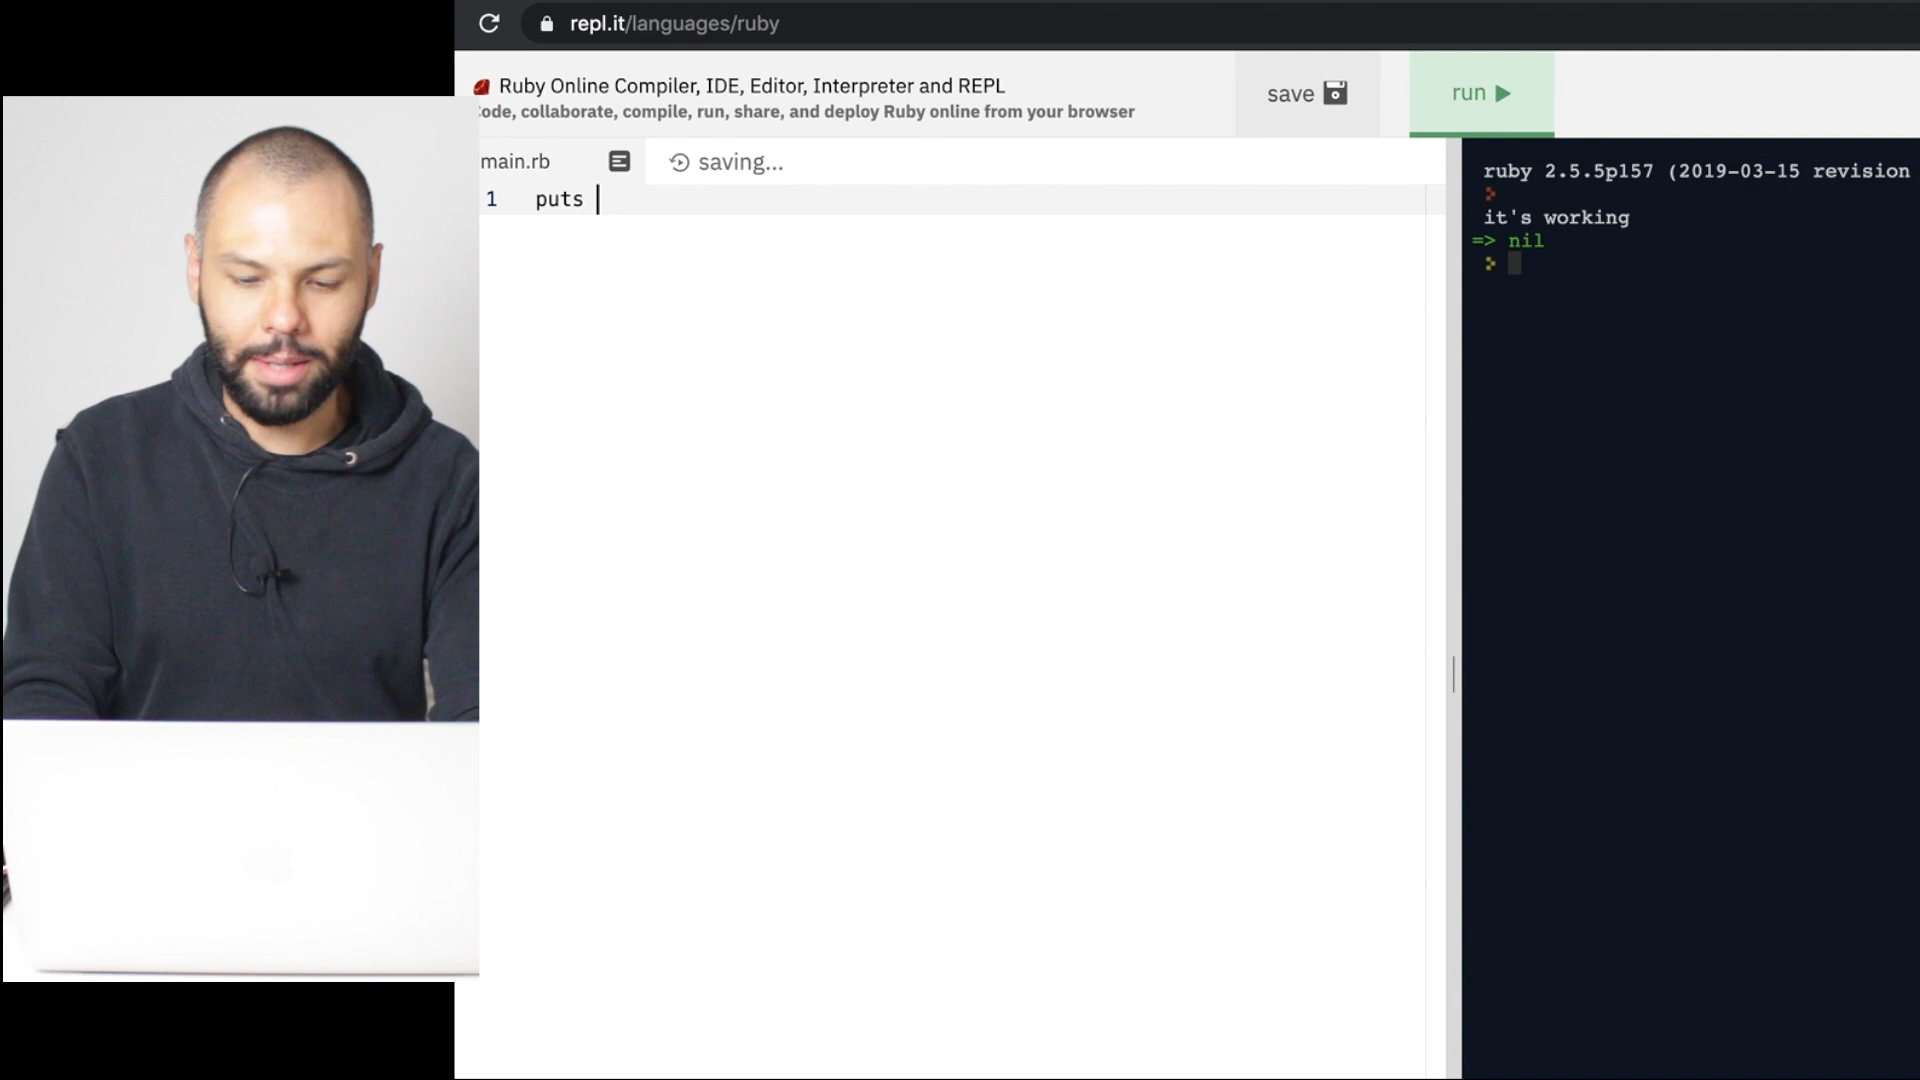 repl.it/languages/ruby
Ruby Online Compiler, IDE, Editor, Interpreter and REPL
ode, collaborate, compile, run, share, and deploy Ruby online from your browser
save
run
main.rb
saving...
1 puts
ruby 2.5.5p157 (2019-03-15 revision
it's working
=> nil